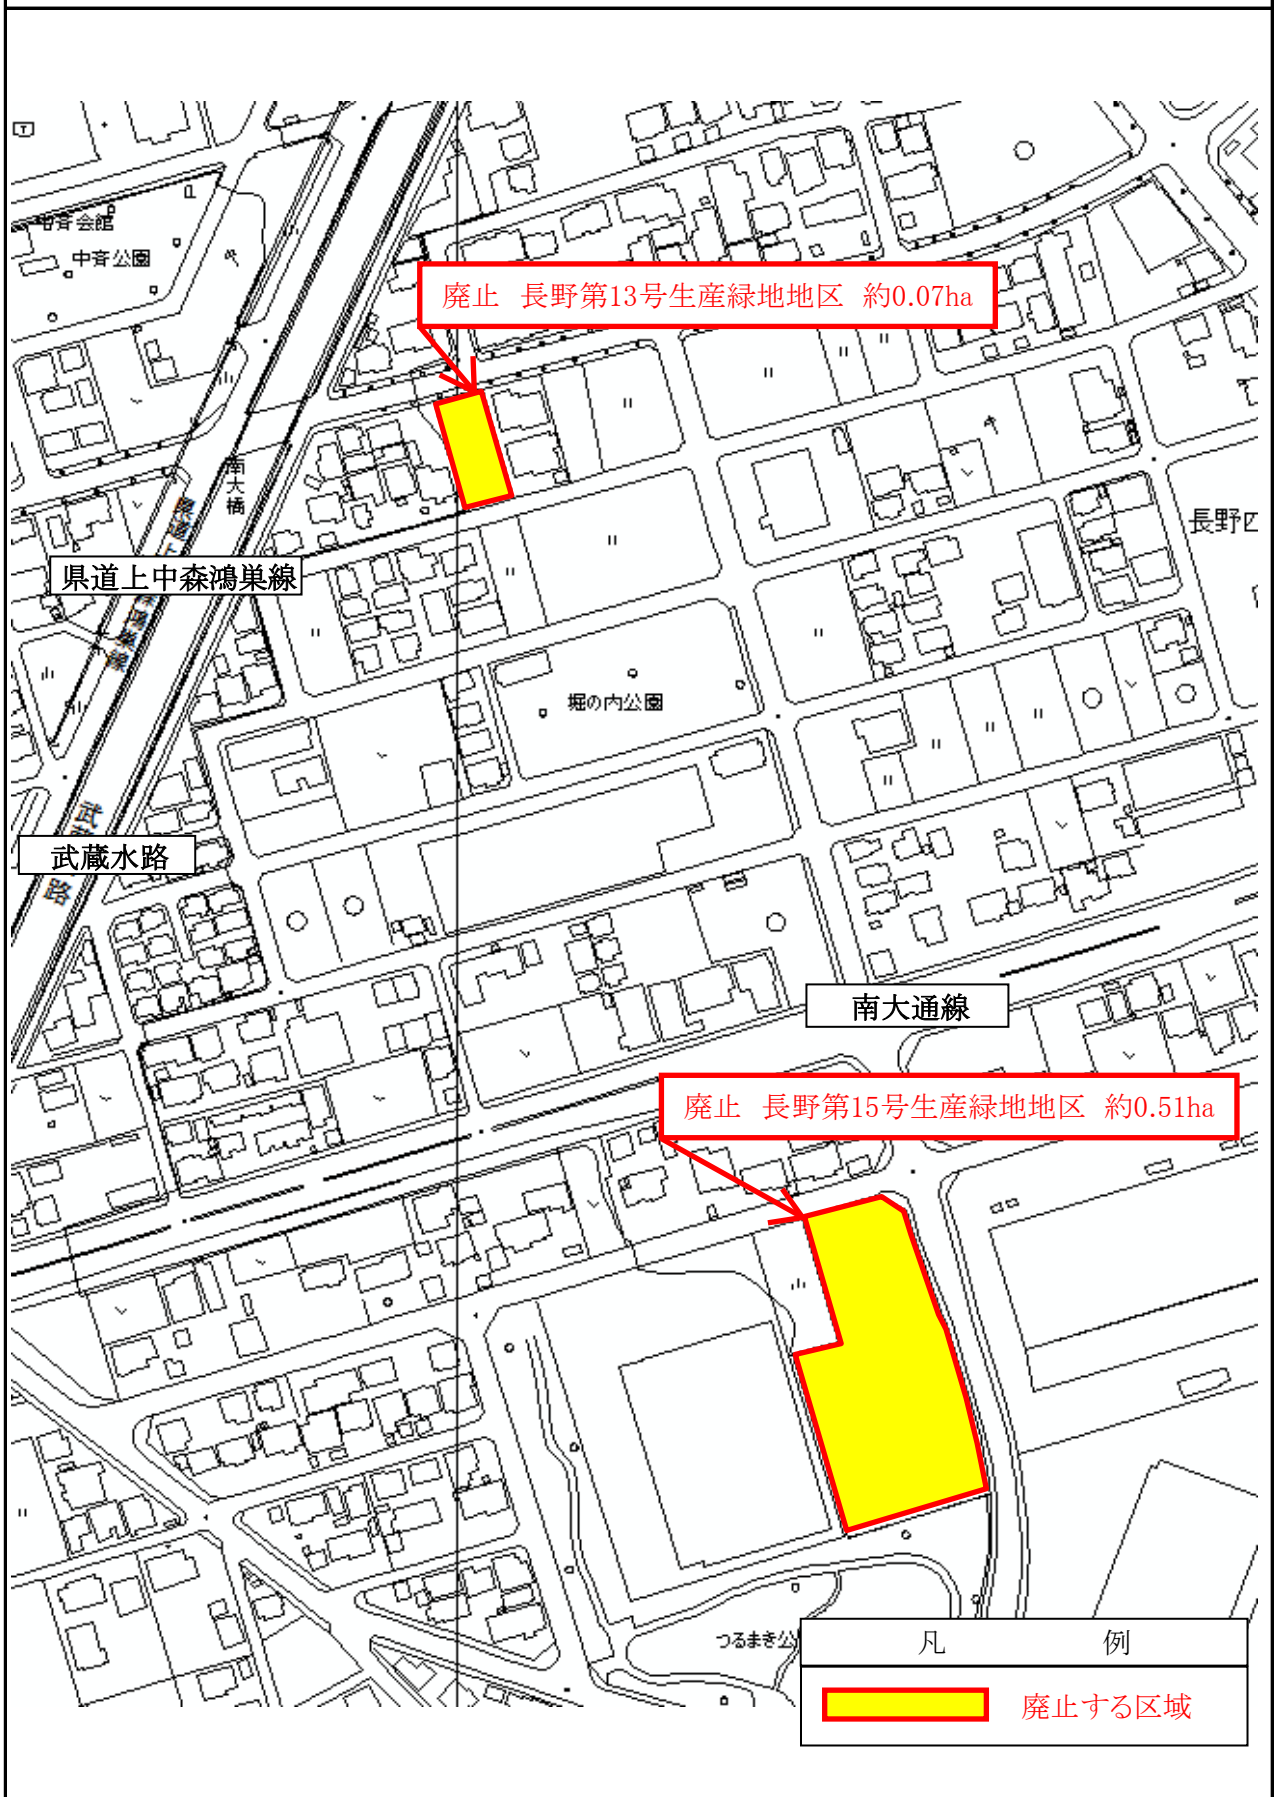 中斉会館
中斉公園
廃止 長野第13号生産緑地地区 約0.07ha
南大橋
長野
県道上中森鴻巣線
堀の内公園
武蔵水路
路
南大通線
廃止 長野第15号生産緑地地区 約0.51ha
つるまき公
凡 例
廃止する区域